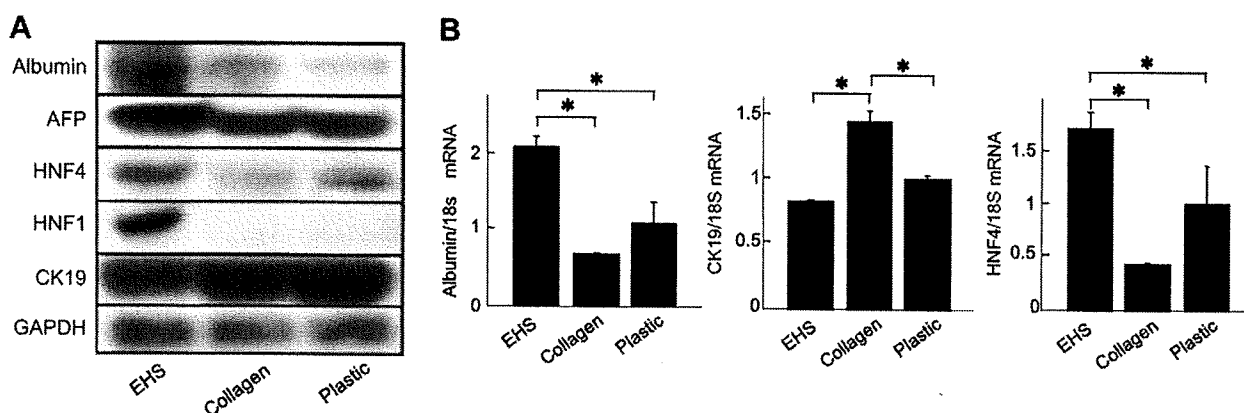 A
Albumin
AFP
HNF4
HNF1
CK19
GAPDH
EHS
Collagen
Plastic
B
Albumin/18s mRNA
2
1
0
*
*
EHS
Collagen
Plastic
CK19/18S mRNA
1.5
1
0.5
0
*
*
EHS
Collagen
Plastic
HNF4/18S mRNA
1.5
1
0.5
0
*
*
EHS
Collagen
Plastic